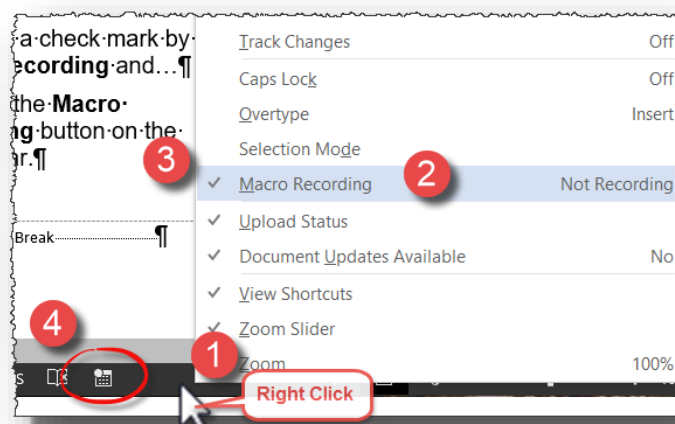 a·check·mark·by·
ecording·and…¶
the·Macro·
ng·button·on·the·
ar.¶
Break¶
Track Changes Off
Caps Lock Off
Overtype Insert
Selection Mode
3
Macro Recording 2 Not Recording
Upload Status
Document Updates Available No
View Shortcuts
Zoom Slider
4
1
Zoom 100%
s
Right Click